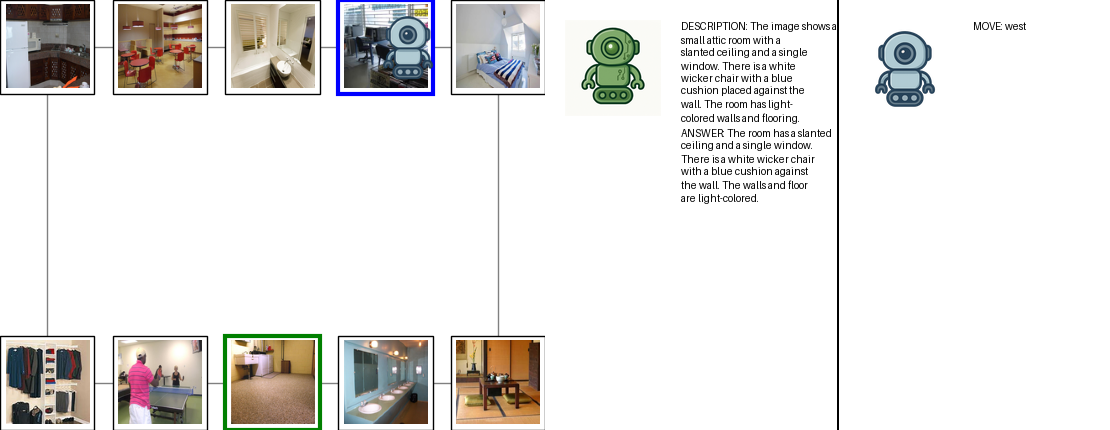 DESCRIPTION: The image shows a
small attic room with a
slanted ceiling and a single
window. There is a white
wicker chair with a blue
cushion placed against the
wall. The room has light-
colored walls and flooring.
ANSWER: The room has a slanted
ceiling and a single window.
There is a white wicker chair
with a blue cushion against
the wall. The walls and floor
are light-colored.
MOVE: west